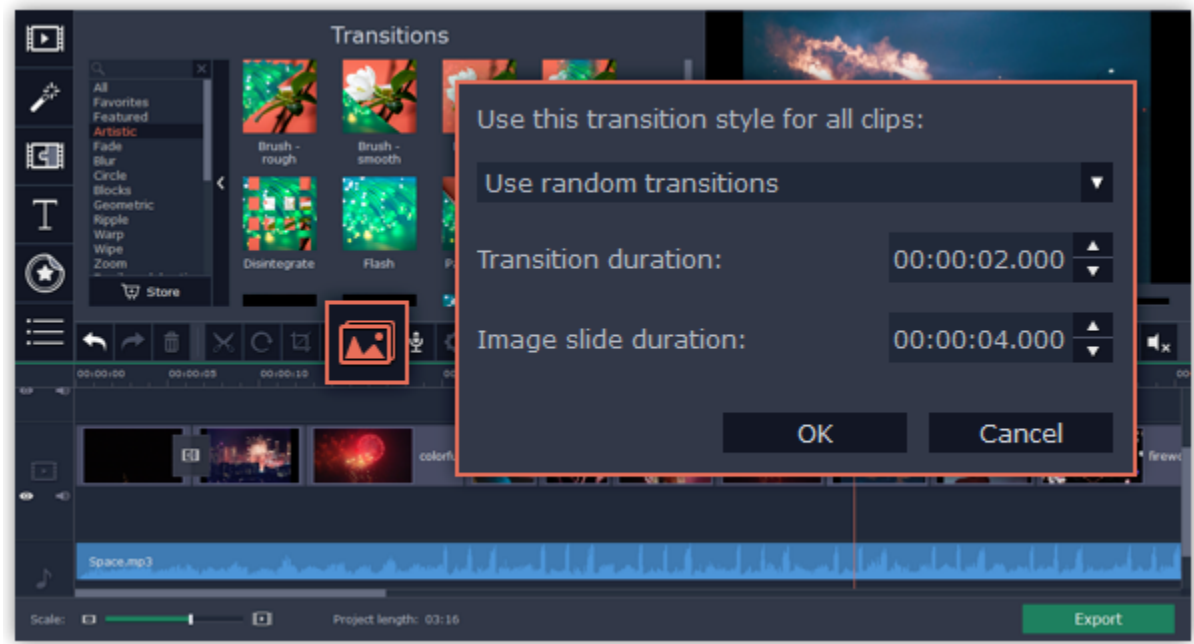 Transitions
All
Favorites
Featured
Artistic
Fade
Blur
Circle
Blocks
Geometric
Ripple
Warp
Wipe
Zoom
Store
Brush -
rough
Brush -
smooth
Disintegrate
Flash
Use this transition style for all clips:
Use random transitions
Transition duration:
00:00:02.000
Image slide duration:
00:00:04.000
OK
Cancel
T
00:00:00
00:00:05
00:00:10
Space.mp3
Scale:
Project length: 03:16
Export